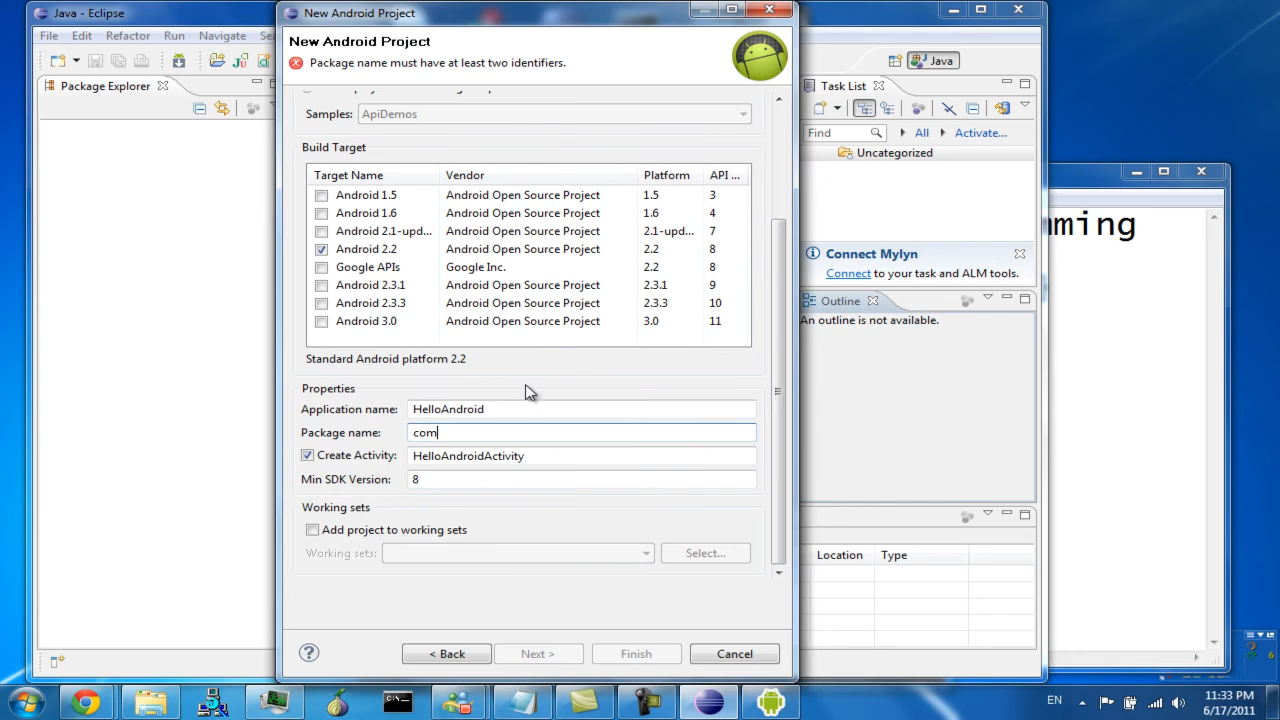 Java - Eclipse
New Android Project
File Edit Refactor Run Navigate
New Android Project
Package name must have at least two identifiers.
Java
Package Explorer
Task List
Samples: ApiDemos
Find All Activate...
Build Target
Uncategorized
Target Name Vendor Platform API ...
Android 1.5 Android Open Source Project 1.5 3
Android 1.6 Android Open Source Project 1.6 4
Android 2.1-upd... Android Open Source Project 2.1-upd... 7
Android 2.2 Android Open Source Project 2.2 8
Google APIs Google Inc. 2.2 8
Android 2.3.1 Android Open Source Project 2.3.1 9
Android 2.3.3 Android Open Source Project 2.3.3 10
Android 3.0 Android Open Source Project 3.0 11
Standard Android platform 2.2
Connect Mylyn
Connect to your task and ALM tools.
Outline
An outline is not available.
Properties
Application name: HelloAndroid
Package name: com
Create Activity: HelloAndroidActivity
Min SDK Version: 8
Working sets
Add project to working sets
Working sets: Select...
Location Type
< Back Next > Finish Cancel
EN
11:33 PM
6/17/2011